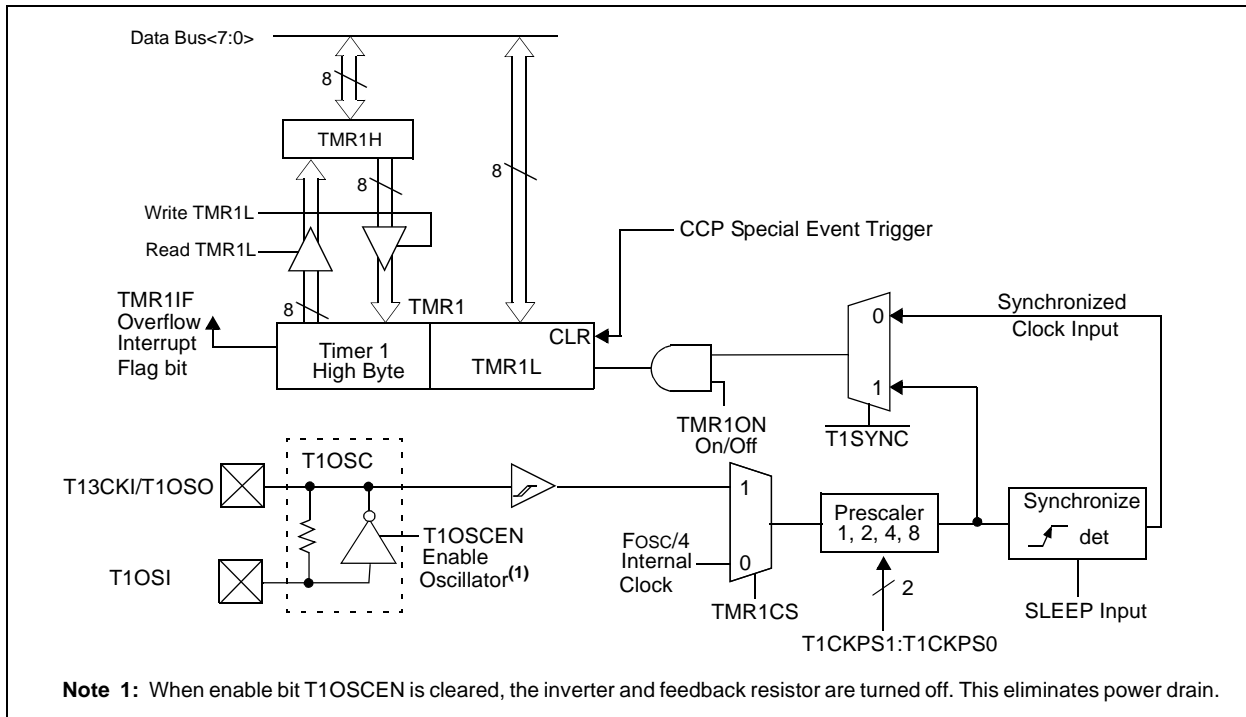 Data Bus<7:0>
8
TMR1H
8
8
Write TMR1L
Read TMR1L
CCP Special Event Trigger
8
TMR1
TMR1IF
Overflow
Interrupt
Flag bit
Timer 1
High Byte
TMR1L
CLR
0
1
Synchronized
Clock Input
TMR1ON
On/Off
T1SYNC
T1OSC
T13CKI/T1OSO
T1OSI
T1OSCEN
Enable
Oscillator(1)
FOSC/4
Internal
Clock
1
0
TMR1CS
Prescaler
1, 2, 4, 8
2
T1CKPS1:T1CKPS0
Synchronize
det
SLEEP Input
Note 1: When enable bit T1OSCEN is cleared, the inverter and feedback resistor are turned off. This eliminates power drain.